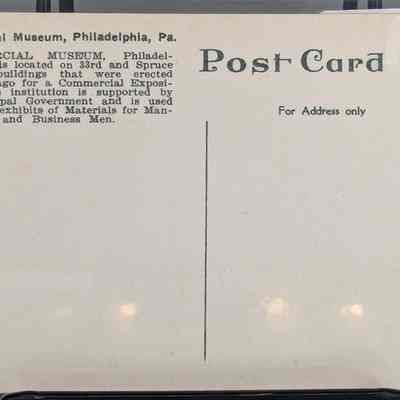 al Museum, Philadelphia, Pa.
RCIAL MUSEUM, Philadel-
is located on 33rd and Spruce
buildings that were erected
ago for a Commercial Exposi-
s institution is supported by
pal Government and is used
exhibits of Materials for Man-
and Business Men.
Post Card
For Address only